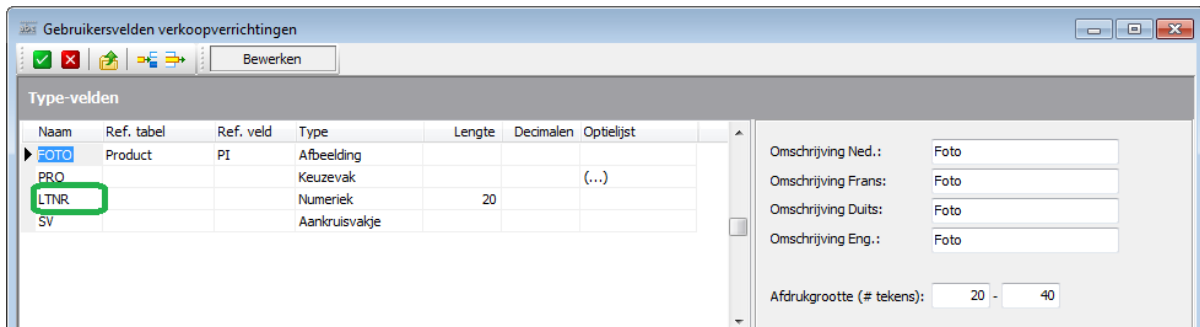 Gebruikersvelden verkoopverrichtingen
Bewerken
Type-velden
Naam Ref. tabel Ref. veld Type Lengte Decimalen Optielijst
FOTO Product PI Afbeelding
PRO Keuzevak (...)
LTNR Numeriek 20
SV Aankruisvakje
Omschrijving Ned.: Foto
Omschrijving Frans: Foto
Omschrijving Duits: Foto
Omschrijving Eng.: Foto
Afdrukgrootte (# tekens): 20 - 40